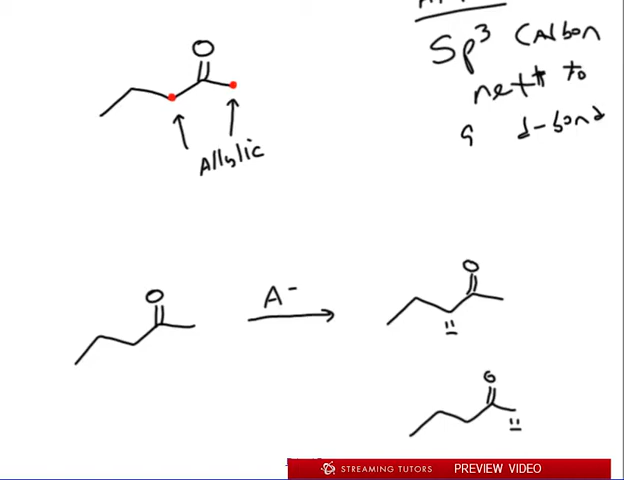 Sp³ Carbon
next to
a d-bond
O
Allylic
O
A⁻
O
O
STREAMING TUTORS PREVIEW VIDEO